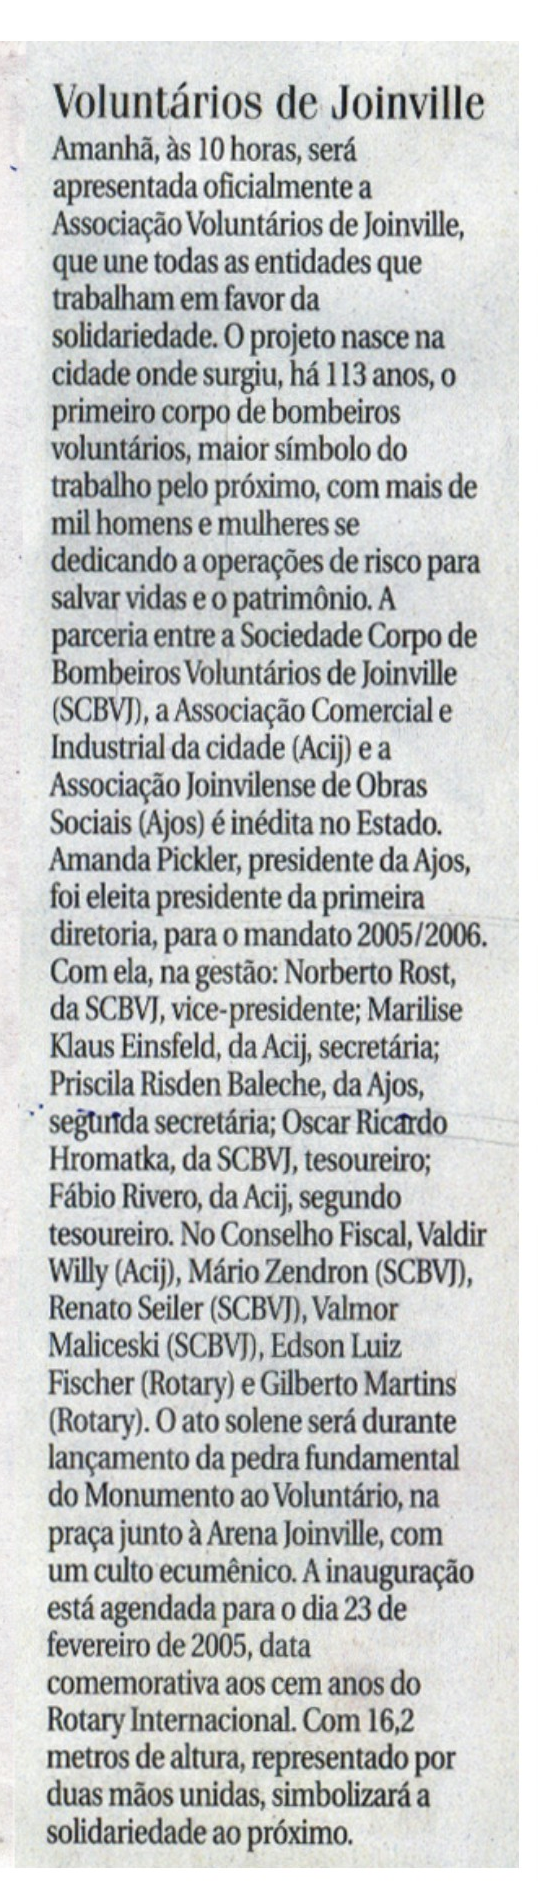 Voluntários de Joinville
Amanhã, às 10 horas, será
apresentada oficialmente a
Associação Voluntários de Joinville,
que une todas as entidades que
trabalham em favor da
solidariedade. O projeto nasce na
cidade onde surgiu, há 113 anos, o
primeiro corpo de bombeiros
voluntários, maior símbolo do
trabalho pelo próximo, com mais de
mil homens e mulheres se
dedicando a operações de risco para
salvar vidas e o patrimônio. A
parceria entre a Sociedade Corpo de
Bombeiros Voluntários de Joinville
(SCBVJ), a Associação Comercial e
Industrial da cidade (Acij) e a
Associação Joinvilense de Obras
Sociais (Ajos) é inédita no Estado.
Amanda Pickler, presidente da Ajos,
foi eleita presidente da primeira
diretoria, para o mandato 2005/2006.
Com ela, na gestão: Norberto Rost,
da SCBVJ, vice-presidente; Marilise
Klaus Einsfeld, da Acij, secretária;
Priscila Risden Baleche, da Ajos,
segunda secretária; Oscar Ricardo
Hromatka, da SCBVJ, tesoureiro;
Fábio Rivero, da Acij, segundo
tesoureiro. No Conselho Fiscal, Valdir
Willy (Acij), Mário Zendron (SCBVJ),
Renato Seiler (SCBVJ), Valmor
Maliceski (SCBVJ), Edson Luiz
Fischer (Rotary) e Gilberto Martins
(Rotary). O ato solene será durante
lançamento da pedra fundamental
do Monumento ao Voluntário, na
praça junto à Arena Joinville, com
um culto ecumênico. A inauguração
está agendada para o dia 23 de
fevereiro de 2005, data
comemorativa aos cem anos do
Rotary Internacional. Com 16,2
metros de altura, representado por
duas mãos unidas, simbolizará a
solidariedade ao próximo.